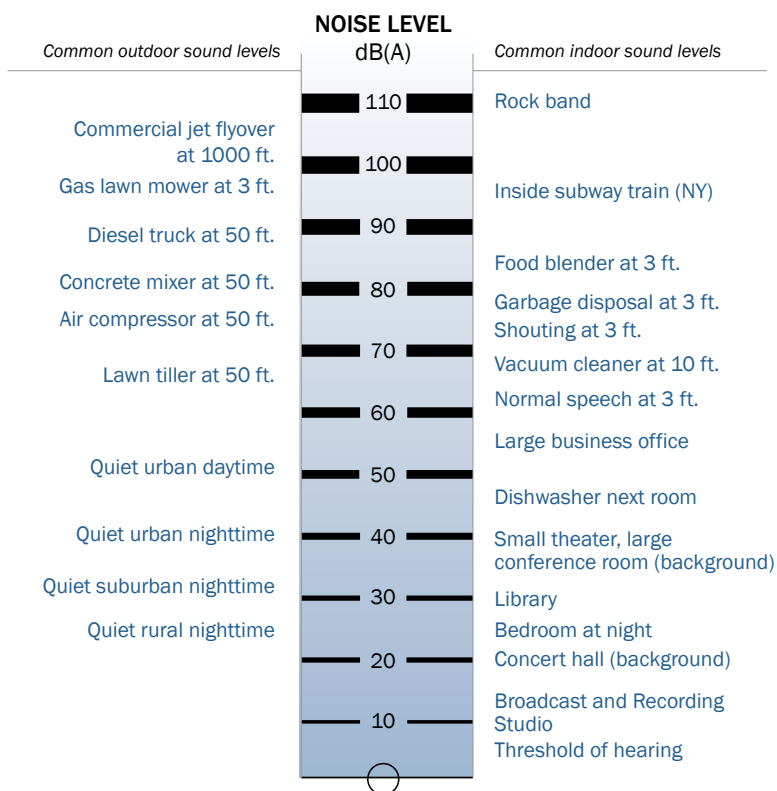 NOISE LEVEL
Common outdoor sound levels
dB(A)
Common indoor sound levels
110
Rock band
Commercial jet flyover
at 1000 ft.
100
Gas lawn mower at 3 ft.
Inside subway train (NY)
90
Diesel truck at 50 ft.
Food blender at 3 ft.
Concrete mixer at 50 ft.
80
Garbage disposal at 3 ft.
Air compressor at 50 ft.
Shouting at 3 ft.
70
Vacuum cleaner at 10 ft.
Lawn tiller at 50 ft.
Normal speech at 3 ft.
60
Large business office
Quiet urban daytime
50
Dishwasher next room
Quiet urban nighttime
40
Small theater, large
conference room (background)
Quiet suburban nighttime
30
Library
Quiet rural nighttime
Bedroom at night
20
Concert hall (background)
Broadcast and Recording
Studio
10
Threshold of hearing